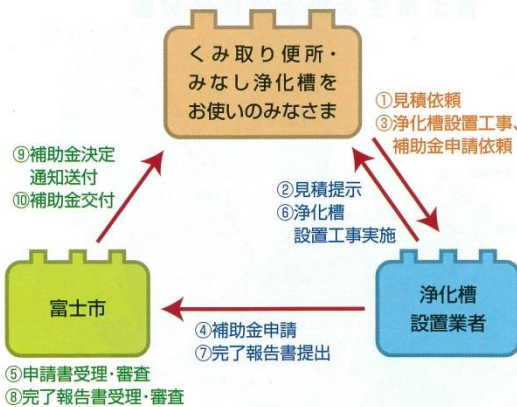 くみ取り便所・
みなし浄化槽を
お使いのみなさま
①見積依頼
③浄化槽設置工事、
補助金申請依頼
⑨補助金決定
通知送付
⑩補助金交付
②見積提示
⑥浄化槽
設置工事実施
富士市
浄化槽
設置業者
④補助金申請
⑦完了報告書提出
⑤申請書受理・審査
⑧完了報告書受理・審査